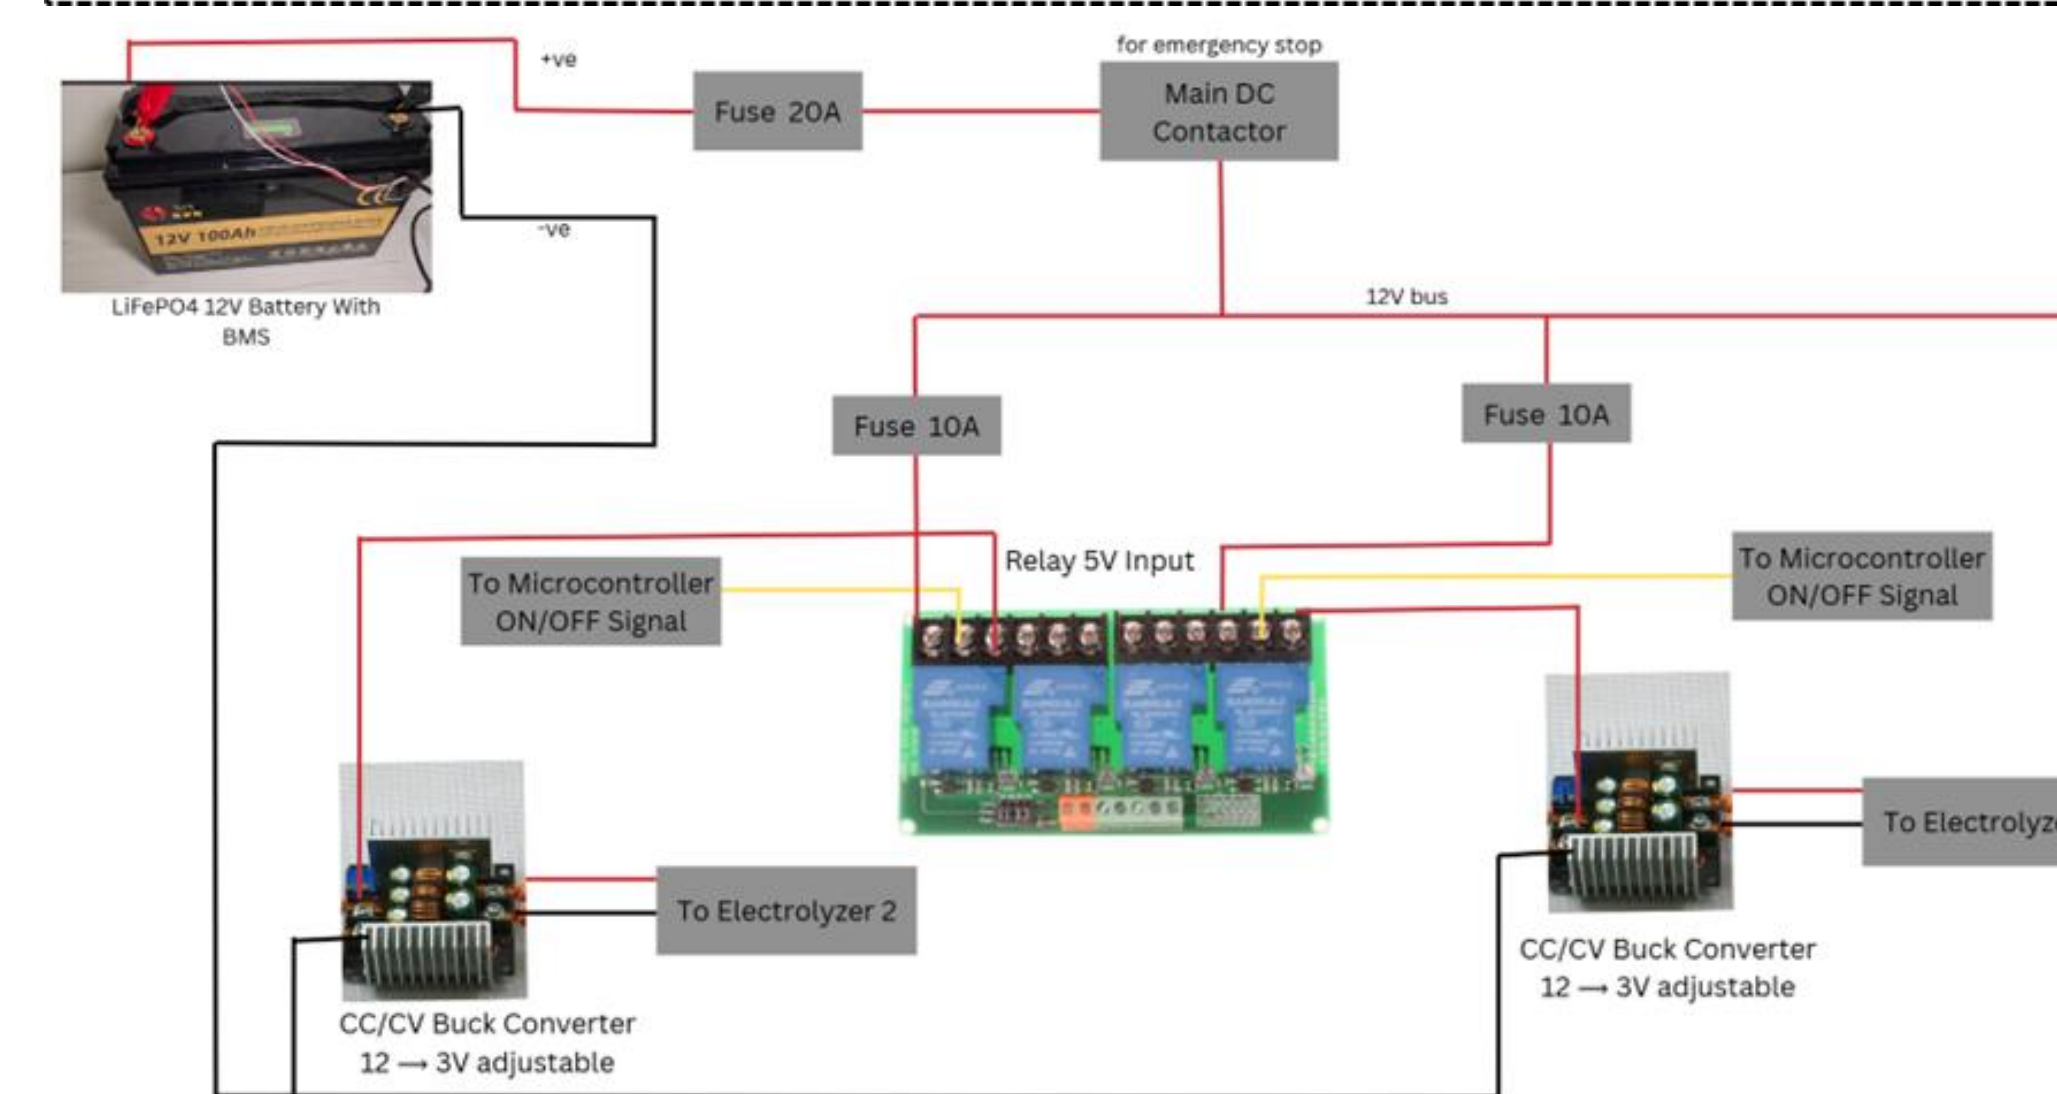 for emergency stop
+ve
Fuse 20A
Main DC
Contactor
12V 100Ah
-ve
LiFePO4 12V Battery With
BMS
12V bus
Fuse 10A
Fuse 10A
Relay 5V Input
To Microcontroller
ON/OFF Signal
To Microcontroller
ON/OFF Signal
To Electrolyze
To Electrolyzer 2
CC/CV Buck Converter
12 → 3V adjustable
CC/CV Buck Converter
12 → 3V adjustable